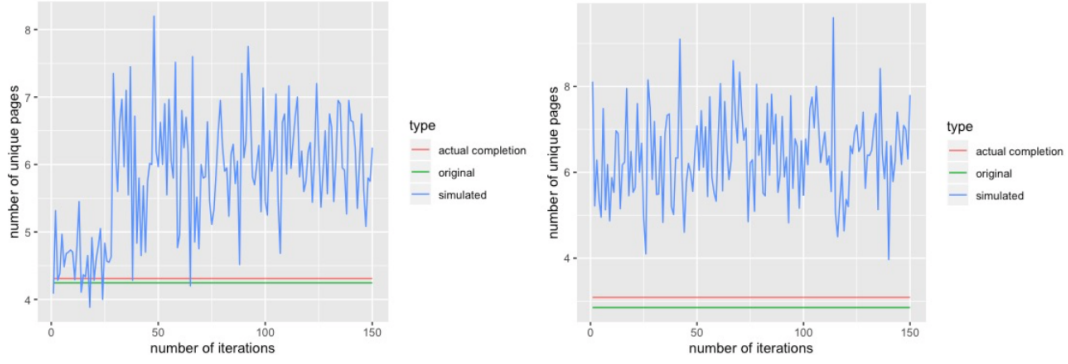 8
7
6
5
4
number of unique pages
0
50
100
150
number of iterations
type
actual completion
original
simulated
8
6
4
number of unique pages
0
50
100
150
number of iterations
type
actual completion
original
simulated